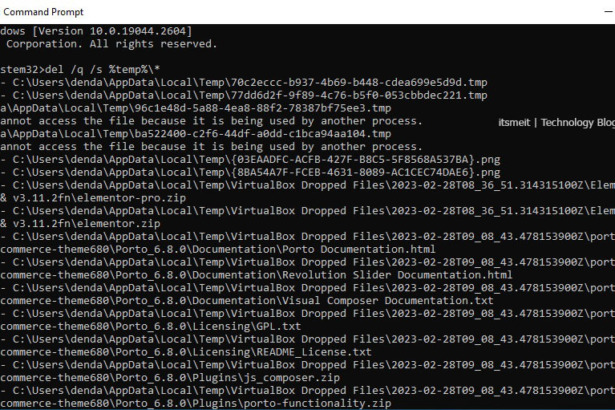 Command Prompt
dows [Version 10.0.19044.2604]
Corporation. All rights reserved.
stem32>del /q /s %temp%\*
- C:\Users\denda\AppData\Local\Temp\70c2eccc-b937-4b69-b448-cdea699e5d9d.tmp
- C:\Users\denda\AppData\Local\Temp\77dd6d2f-9f89-4c76-b5f0-053cbbdec221.tmp
a\AppData\Local\Temp\96c1e48d-5a88-4ea8-88f2-78387bf75ee3.tmp
annot access the file because it is being used by another process.
itsmeit | Technology Blog
a\AppData\Local\Temp\ba522400-c2f6-44df-a0dd-c1bca94aa104.tmp
annot access the file because it is being used by another process.
- C:\Users\denda\AppData\Local\Temp\{03EAADFC-ACFB-427F-B8C5-5F8568A537BA}.png
- C:\Users\denda\AppData\Local\Temp\{8BA54A7F-FCEB-4631-8089-AC1CEC74DAE6}.png
- C:\Users\denda\AppData\Local\Temp\VirtualBox Dropped Files\2023-02-28T08_36_51.314315100Z\Elem
& v3.11.2fn\elementor-pro.zip
- C:\Users\denda\AppData\Local\Temp\VirtualBox Dropped Files\2023-02-28T08_36_51.314315100Z\Elem
& v3.11.2fn\elementor.zip
- C:\Users\denda\AppData\Local\Temp\VirtualBox Dropped Files\2023-02-28T09_08_43.478153900Z\port
commerce-theme680\Porto_6.8.0\Documentation\Porto Documentation.html
- C:\Users\denda\AppData\Local\Temp\VirtualBox Dropped Files\2023-02-28T09_08_43.478153900Z\port
commerce-theme680\Porto_6.8.0\Documentation\Revolution Slider Documentation.html
- C:\Users\denda\AppData\Local\Temp\VirtualBox Dropped Files\2023-02-28T09_08_43.478153900Z\port
commerce-theme680\Porto_6.8.0\Documentation\Visual Composer Documentation.txt
- C:\Users\denda\AppData\Local\Temp\VirtualBox Dropped Files\2023-02-28T09_08_43.478153900Z\port
commerce-theme680\Porto_6.8.0\Licensing\GPL.txt
- C:\Users\denda\AppData\Local\Temp\VirtualBox Dropped Files\2023-02-28T09_08_43.478153900Z\port
commerce-theme680\Porto_6.8.0\Licensing\README_License.txt
- C:\Users\denda\AppData\Local\Temp\VirtualBox Dropped Files\2023-02-28T09_08_43.478153900Z\port
commerce-theme680\Porto_6.8.0\Plugins\js_composer.zip
- C:\Users\denda\AppData\Local\Temp\VirtualBox Dropped Files\2023-02-28T09_08_43.478153900Z\port
commerce-theme680\Porto_6.8.0\Plugins\porto-functionality.zip